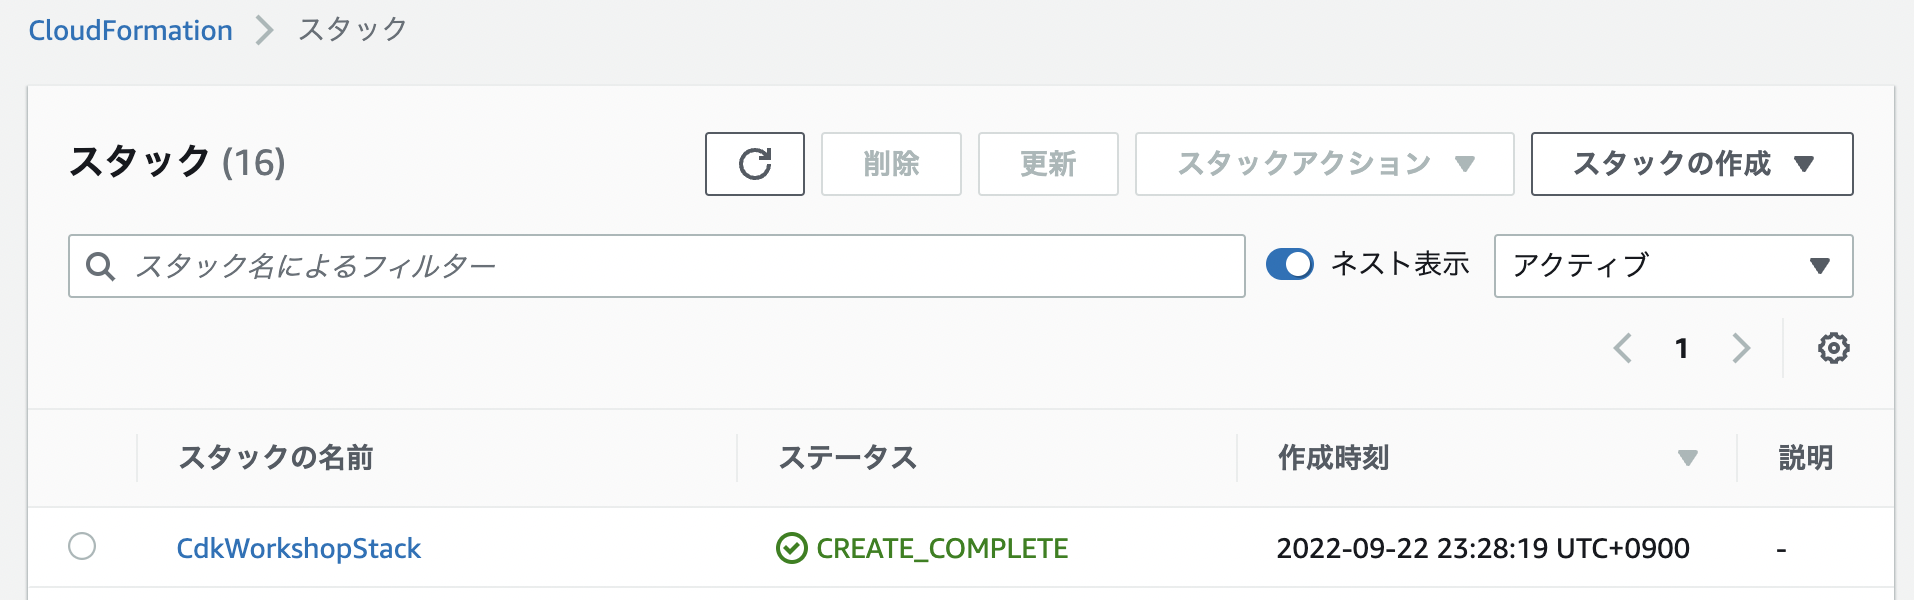 CloudFormation > スタック
スタック (16)
削除
更新
スタックアクション
スタックの作成
スタック名によるフィルター
ネスト表示
アクティブ
1
スタックの名前 ステータス 作成時刻 説明
CdkWorkshopStack CREATE_COMPLETE 2022-09-22 23:28:19 UTC+0900 -